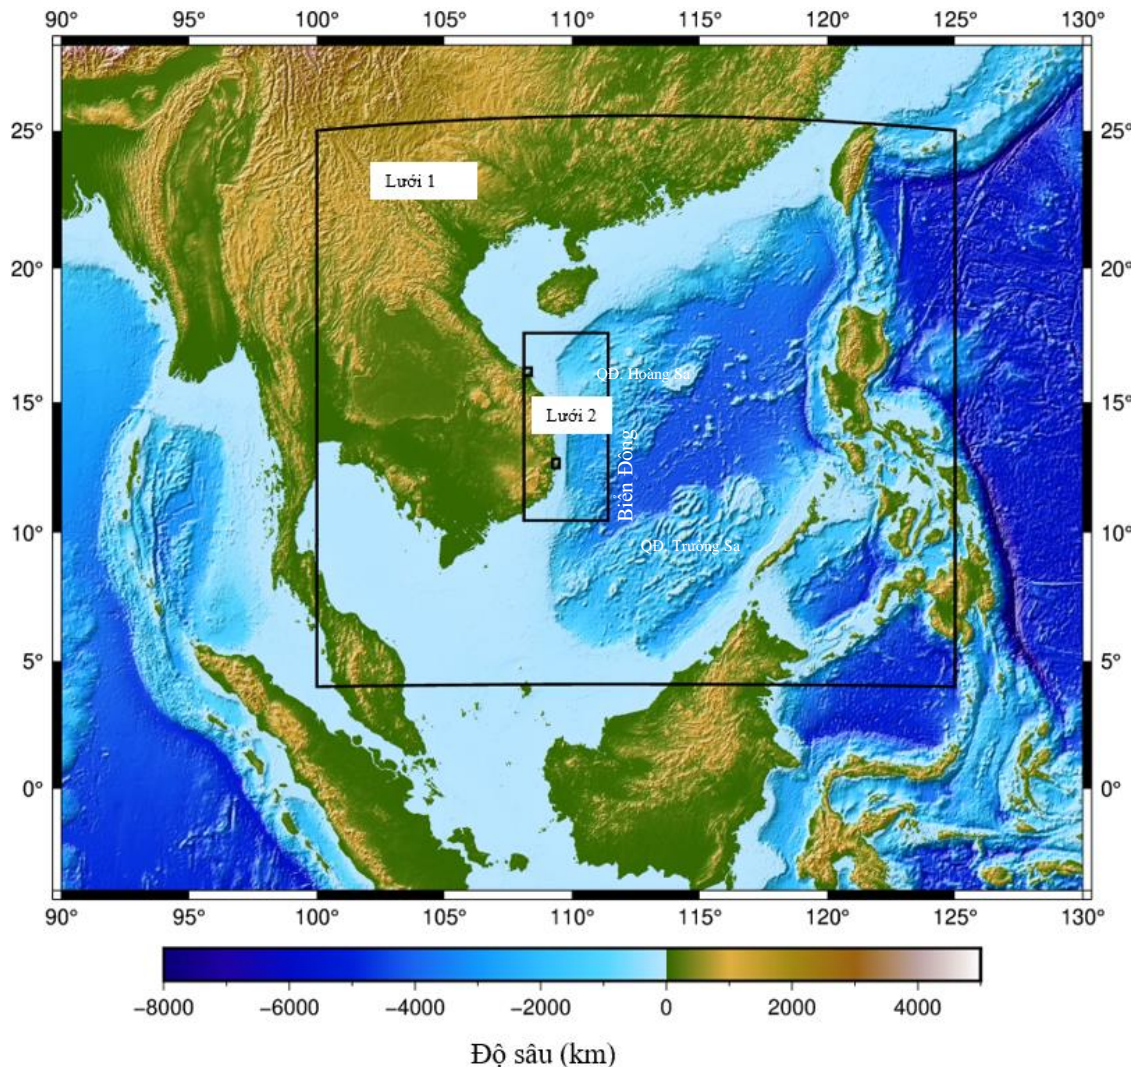 90° 95° 100° 105° 110° 115° 120° 125° 130°
25° 25°
Lưới 1
20° 20°
QĐ. Hoàng Sa
15° 15°
Lưới 2
Biển Đông
10° 10°
QĐ. Trường Sa
5° 5°
0° 0°
90° 95° 100° 105° 110° 115° 120° 125° 130°
−8000 −6000 −4000 −2000 0 2000 4000
Độ sâu (km)